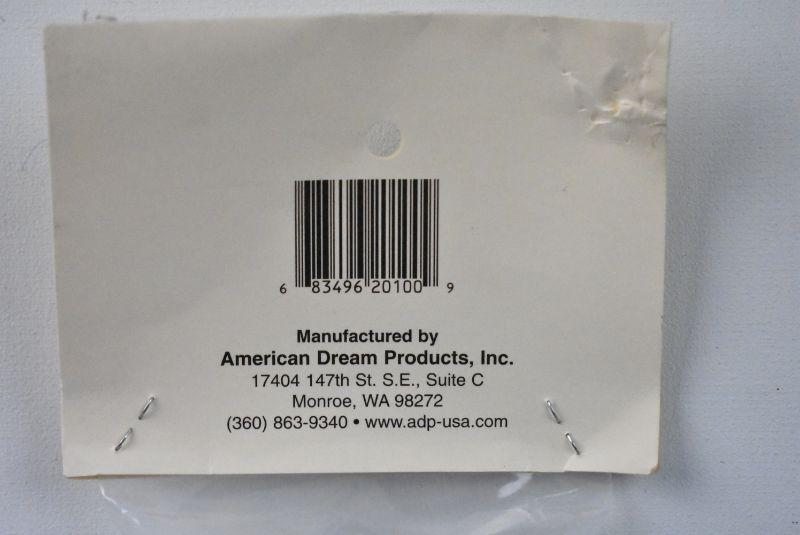 6 83496 20100 9
Manufactured by
American Dream Products, Inc.
17404 147th St. S.E., Suite C
Monroe, WA 98272
(360) 863-9340 • www.adp-usa.com